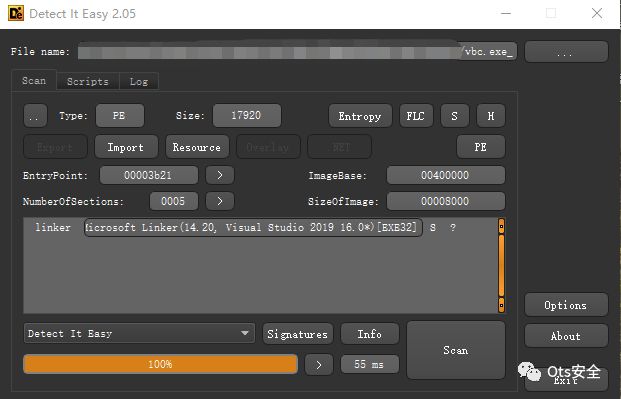 Detect It Easy 2.05
File name: /vbc.exe_ ...
Scan Scripts Log
.. Type: PE Size: 17920 Entropy FLC S H
Export Import Resource Overlay .NET PE
EntryPoint: 00003b21 > ImageBase: 00400000
NumberOfSections: 0005 > SizeOfImage: 00008000
linker Microsoft Linker(14.20, Visual Studio 2019 16.0*)[EXE32] S ?
Options
Detect It Easy Signatures Info About
Scan
100% > 55 ms
Ots安全
Exit